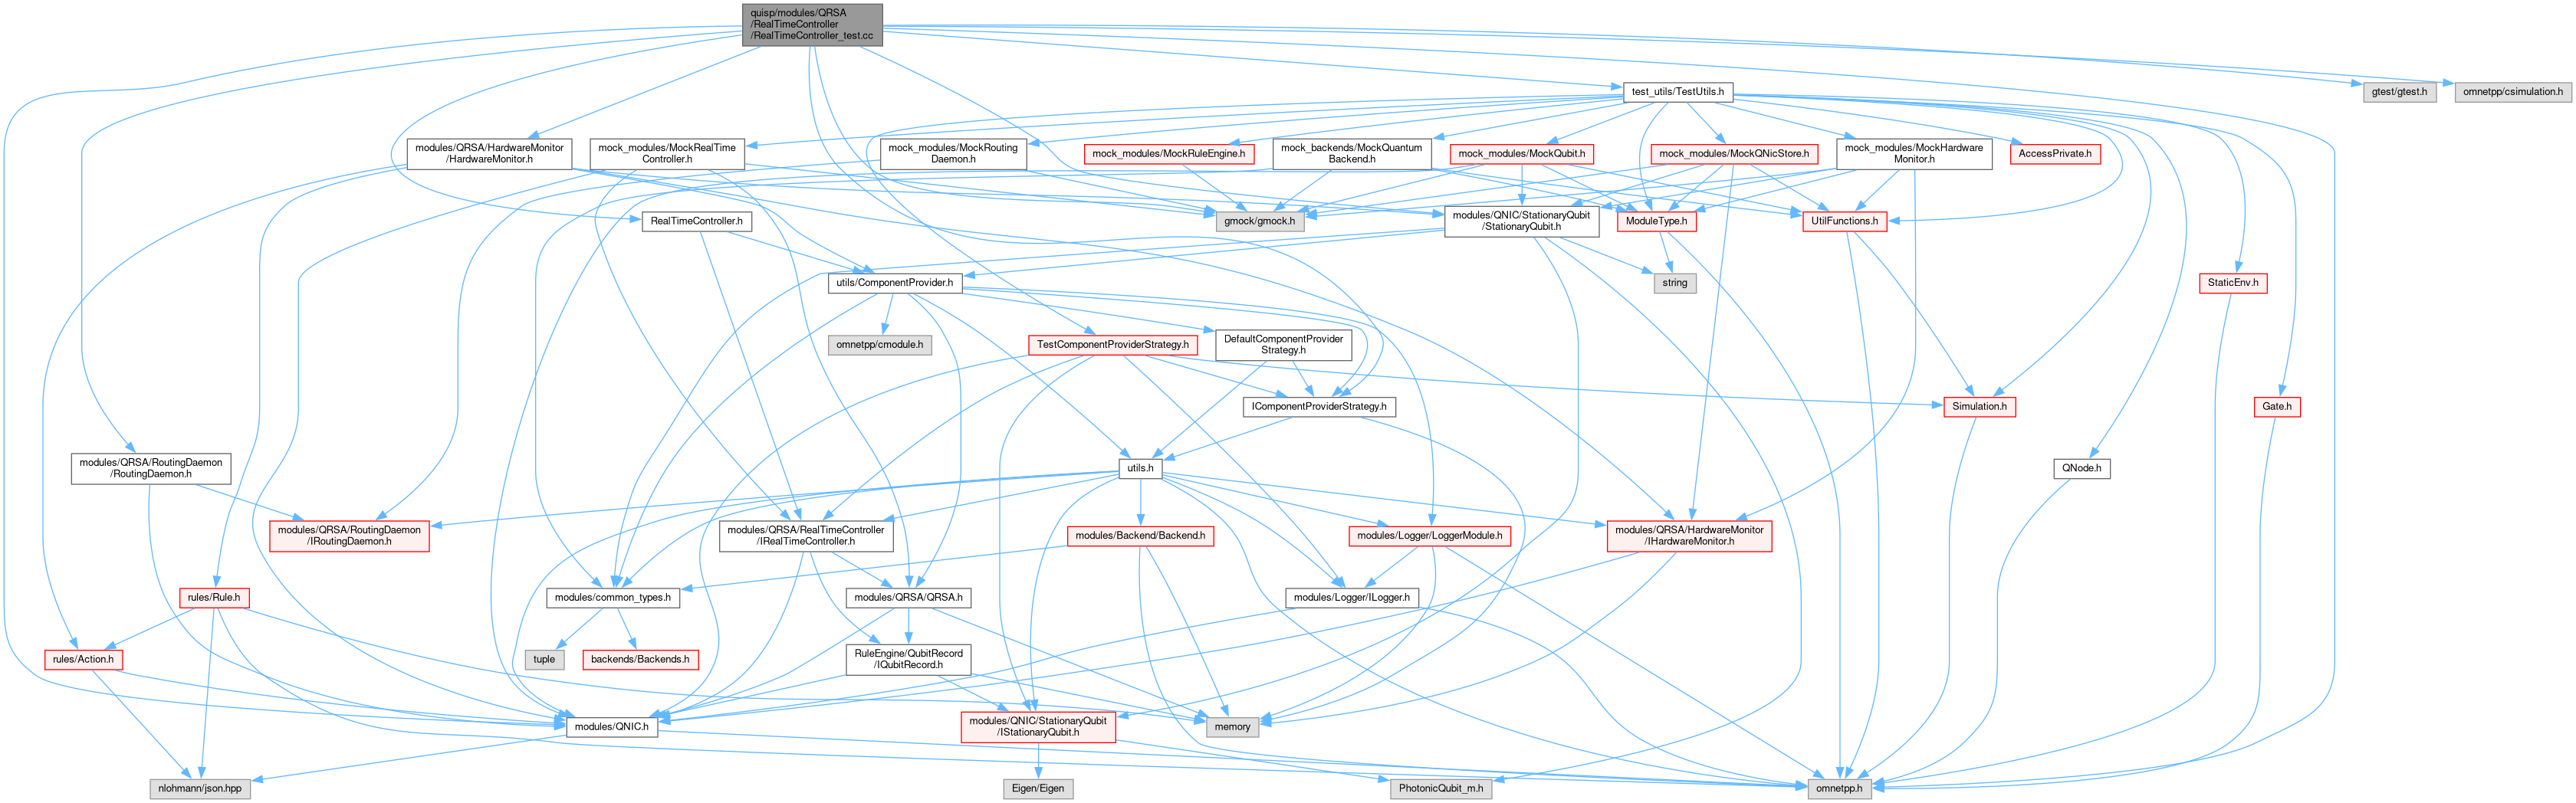 quisp/modules/QRSA
/RealTimeController
/RealTimeController_test.cc
test_utils/TestUtils.h
gtest/gtest.h
omnetpp/csimulation.h
modules/QRSA/HardwareMonitor
/HardwareMonitor.h
mock_modules/MockRealTime
Controller.h
mock_modules/MockRouting
Daemon.h
mock_modules/MockRuleEngine.h
mock_backends/MockQuantum
Backend.h
mock_modules/MockQubit.h
mock_modules/MockQNicStore.h
mock_modules/MockHardware
Monitor.h
AccessPrivate.h
RealTimeController.h
gmock/gmock.h
modules/QNIC/StationaryQubit
/StationaryQubit.h
ModuleType.h
UtilFunctions.h
utils/ComponentProvider.h
string
StaticEnv.h
omnetpp/cmodule.h
TestComponentProviderStrategy.h
DefaultComponentProvider
Strategy.h
IComponentProviderStrategy.h
Simulation.h
Gate.h
modules/QRSA/RoutingDaemon
/RoutingDaemon.h
utils.h
QNode.h
modules/QRSA/RoutingDaemon
/IRoutingDaemon.h
modules/QRSA/RealTimeController
/IRealTimeController.h
modules/Backend/Backend.h
modules/Logger/LoggerModule.h
modules/QRSA/HardwareMonitor
/IHardwareMonitor.h
rules/Rule.h
modules/common_types.h
modules/QRSA/QRSA.h
modules/Logger/ILogger.h
rules/Action.h
tuple
backends/Backends.h
RuleEngine/QubitRecord
/IQubitRecord.h
modules/QNIC.h
modules/QNIC/StationaryQubit
/IStationaryQubit.h
memory
nlohmann/json.hpp
Eigen/Eigen
PhotonicQubit_m.h
omnetpp.h